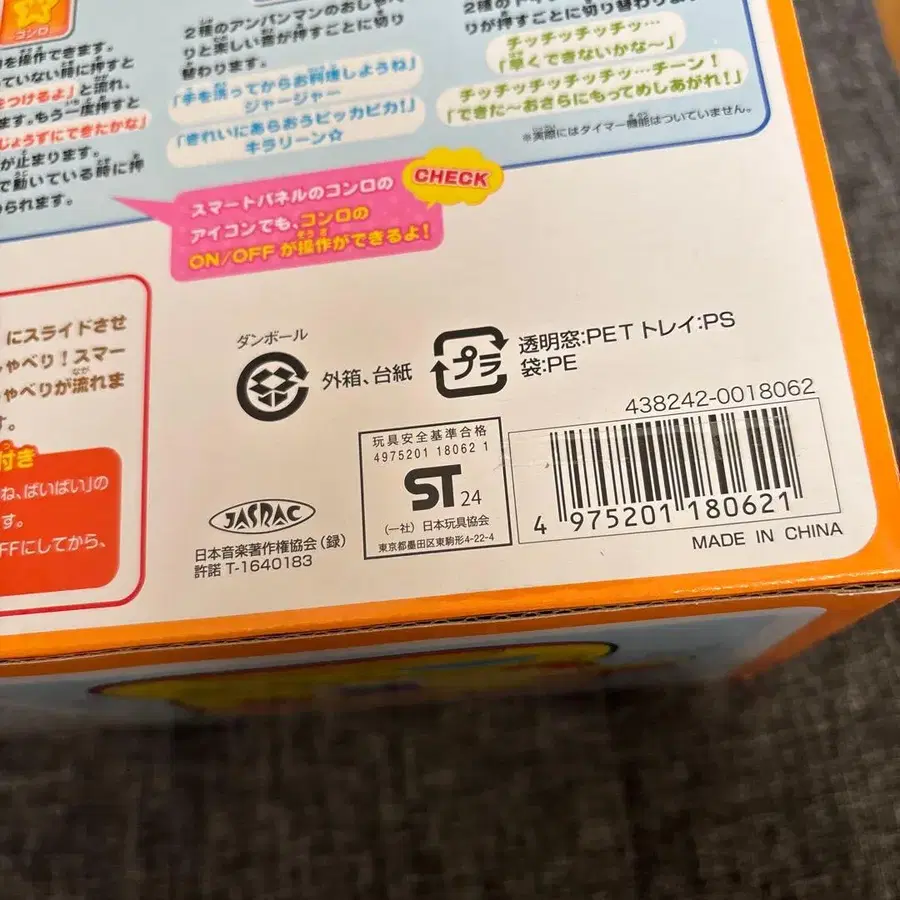 コンロ
を操作できます。
ていない時に押すと
をつけるよ」と流れ、
ます。もう一度押すと
じょうずにできたかな」
が止まります。
で動いている時に押
められます。
2種のアンパンマンのおしゃべ
りと楽しい音が押すごとに切り
替わります。
「手を洗ってからお料理しようね」
ジャージャー
「きれいにあらおうピッカピカ!」
キラリーン☆
りが押すごとに切り替わります。
チッチッチッチッ…
「早くできないかな〜」
チッチッチッチッチッ…チーン!
「できた〜おさらにもってめしあがれ!」
※実際にはタイマー機能はついていません。
CHECK
スマートパネルのコンロの
アイコンでも、コンロの
ON/OFFが操作ができるよ!
にスライドさせ
ゃべり!スマー
ゃべりが流れま
す。
付き
ね、ばいばい」の
す。
FFにしてから、
ダンボール
外箱、台紙
プラ
透明窓:PET トレイ:PS
袋:PE
438242-0018062
玩具安全基準合格
4975201 18062 1
ST 24
(一社)日本玩具協会
東京都墨田区東駒形4-22-4
4 975201 180621
MADE IN CHINA
JASRAC
日本音楽著作権協会(録)
許諾 T-1640183